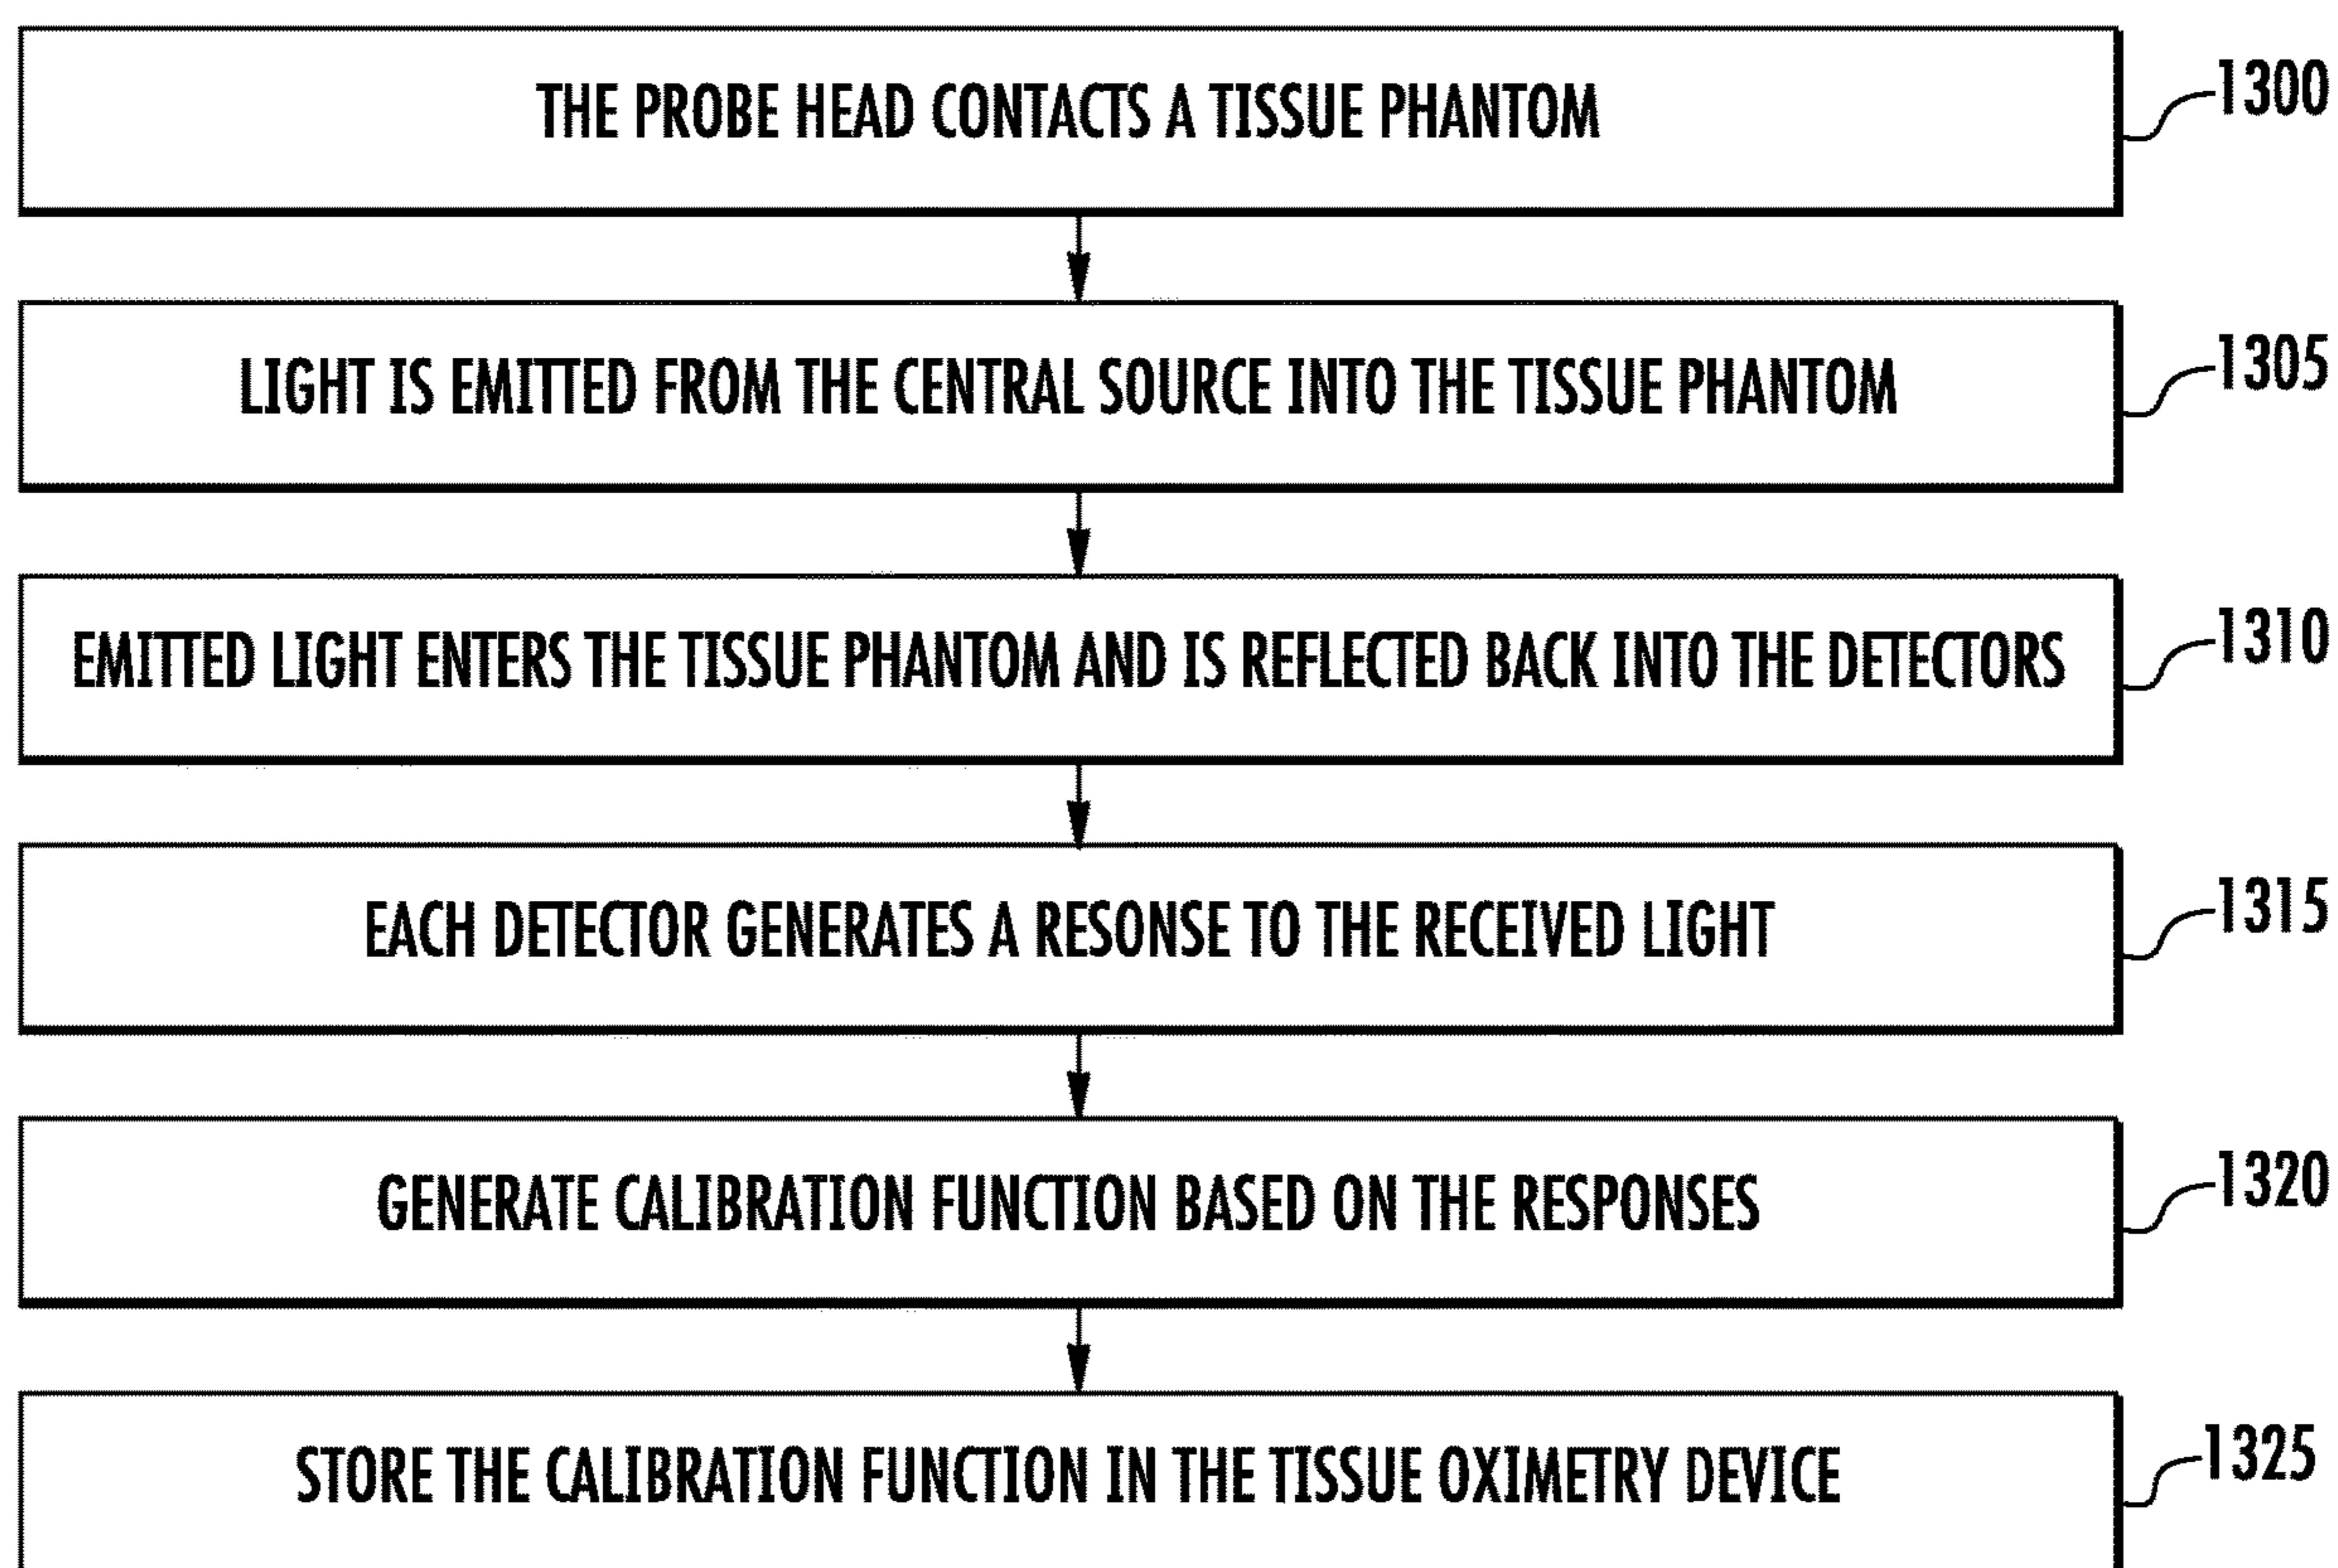 THE PROBE HEAD CONTACTS A TISSUE PHANTOM
1300
LIGHT IS EMITTED FROM THE CENTRAL SOURCE INTO THE TISSUE PHANTOM
1305
EMITTED LIGHT ENTERS THE TISSUE PHANTOM AND IS REFLECTED BACK INTO THE DETECTORS
1310
EACH DETECTOR GENERATES A RESONSE TO THE RECEIVED LIGHT
1315
GENERATE CALIBRATION FUNCTION BASED ON THE RESPONSES
1320
STORE THE CALIBRATION FUNCTION IN THE TISSUE OXIMETRY DEVICE
1325